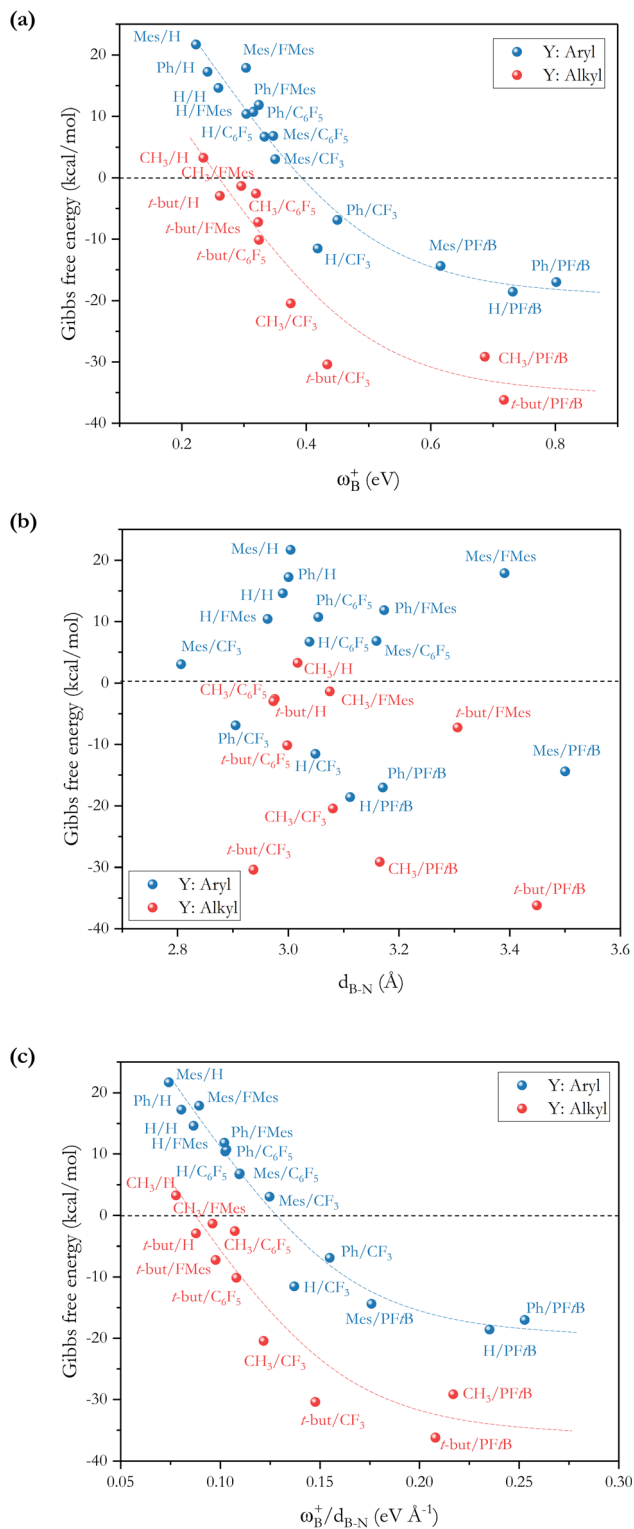 (a)
20
10
0
-10
-20
-30
-40
Gibbs free energy (kcal/mol)
Mes/H
Mes/FMes
Y: Aryl
Y: Alkyl
Ph/H
Ph/FMes
H/H
H/FMes
Ph/C₆F₅
H/C₆F₅
Mes/C₆F₅
CH₃/H
Mes/CF₃
CH₃/FMes
t-but/H
CH₃/C₆F₅
Ph/CF₃
t-but/FMes
t-but/C₆F₅
H/CF₃
Mes/PFtB
Ph/PFtB
H/PFtB
CH₃/CF₃
CH₃/PFtB
t-but/CF₃
t-but/PFtB
0.2 0.4 0.6 0.8
ω⁺B (eV)
(b)
20
10
0
-10
-20
-30
-40
Gibbs free energy (kcal/mol)
Mes/H
Mes/FMes
Ph/H
H/H
Ph/C₆F₅
Ph/FMes
H/FMes
Mes/CF₃
H/C₆F₅
Mes/C₆F₅
CH₃/H
CH₃/C₆F₅
CH₃/FMes
t-but/H
t-but/FMes
Ph/CF₃
t-but/C₆F₅
H/CF₃
Mes/PFtB
Ph/PFtB
H/PFtB
CH₃/CF₃
t-but/CF₃
CH₃/PFtB
t-but/PFtB
Y: Aryl
Y: Alkyl
2.8 3.0 3.2 3.4 3.6
dB-N (Å)
(c)
20
10
0
-10
-20
-30
-40
Gibbs free energy (kcal/mol)
Mes/H
Y: Aryl
Y: Alkyl
Ph/H
Mes/FMes
H/H
Ph/FMes
H/FMes
Ph/C₆F₅
H/C₆F₅
Mes/C₆F₅
CH₃/H
Mes/CF₃
CH₃/FMes
t-but/H
CH₃/C₆F₅
Ph/CF₃
t-but/FMes
H/CF₃
t-but/C₆F₅
Mes/PFtB
Ph/PFtB
H/PFtB
CH₃/CF₃
CH₃/PFtB
t-but/CF₃
t-but/PFtB
0.05 0.10 0.15 0.20 0.25 0.30
ω⁺B/dB-N (eV Å⁻¹)